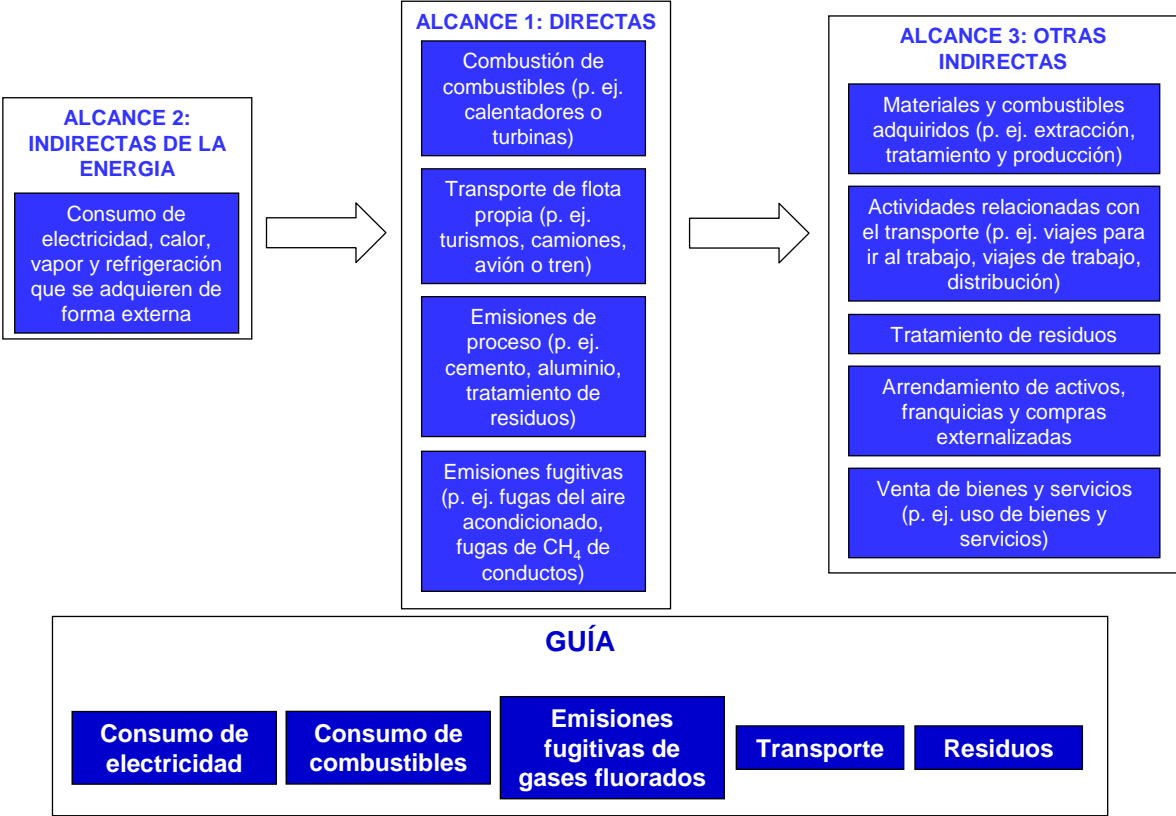 ALCANCE 2:
INDIRECTAS DE LA
ENERGIA
Consumo de
electricidad, calor,
vapor y refrigeración
que se adquieren de
forma externa
ALCANCE 1: DIRECTAS
Combustión de
combustibles (p. ej.
calentadores o
turbinas)
Transporte de flota
propia (p. ej.
turismos, camiones,
avión o tren)
Emisiones de
proceso (p. ej.
cemento, aluminio,
tratamiento de
residuos)
Emisiones fugitivas
(p. ej. fugas del aire
acondicionado,
fugas de CH₄ de
conductos)
ALCANCE 3: OTRAS
INDIRECTAS
Materiales y combustibles
adquiridos (p. ej. extracción,
tratamiento y producción)
Actividades relacionadas con
el transporte (p. ej. viajes para
ir al trabajo, viajes de trabajo,
distribución)
Tratamiento de residuos
Arrendamiento de activos,
franquicias y compras
externalizadas
Venta de bienes y servicios
(p. ej. uso de bienes y
servicios)
GUÍA
Consumo de
electricidad
Consumo de
combustibles
Emisiones
fugitivas de
gases fluorados
Transporte
Residuos